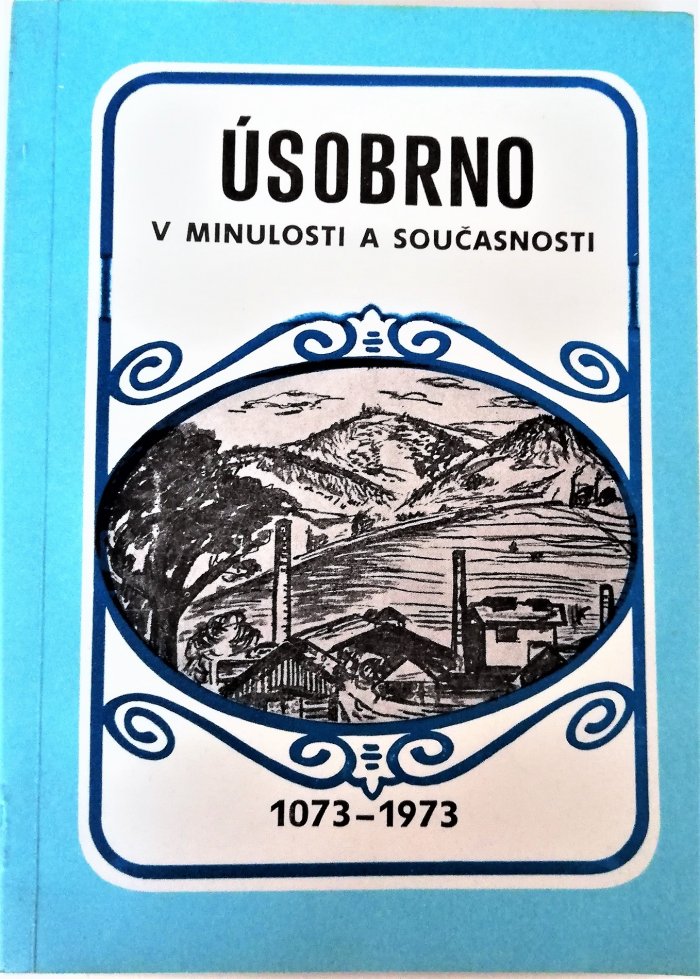 ÚSOBRNO
V MINULOSTI A SOUČASNOSTI
1073-1973